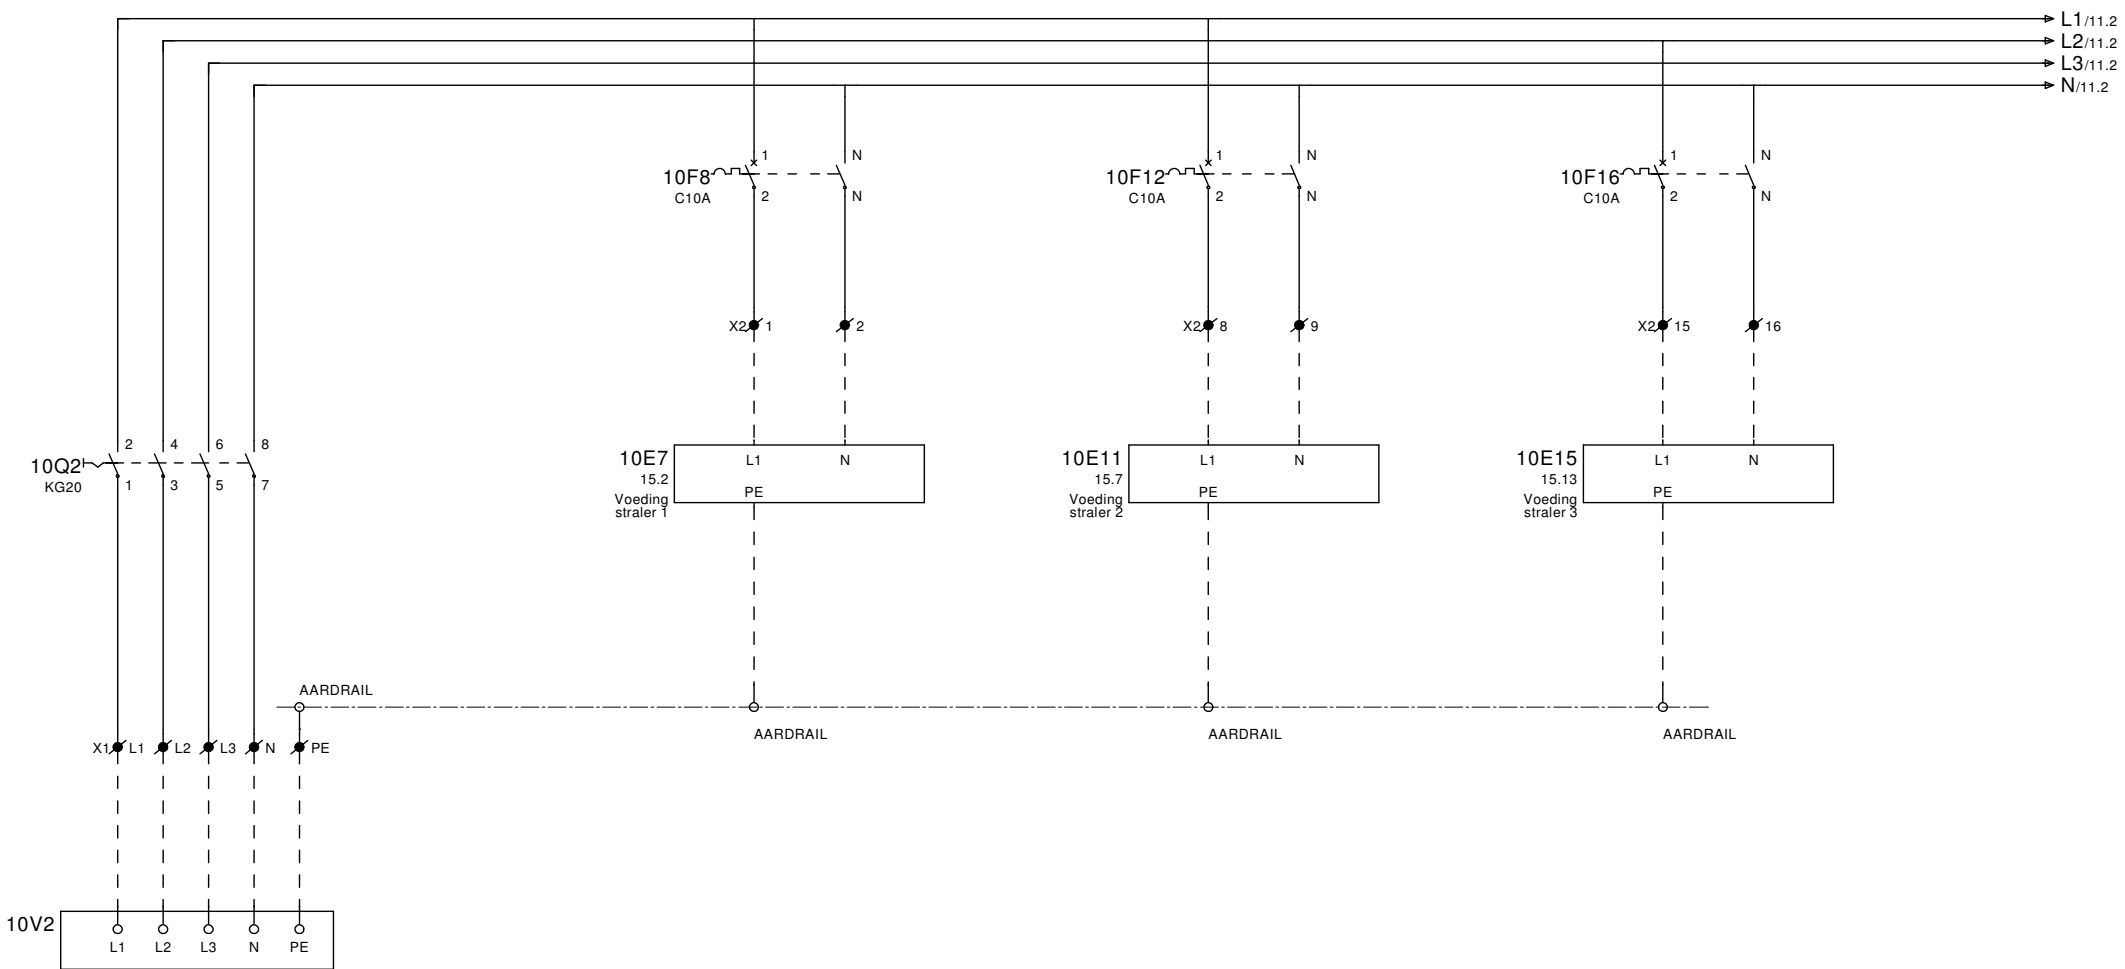 L1/11.2
L2/11.2
L3/11.2
N/11.2
1 N 1 N 1 N
10F8 10F12 10F16
C10A 2 N C10A 2 N C10A 2 N
X2 1 2 X2 8 9 X2 15 16
2 4 6 8
10Q2
KG20 1 3 5 7
10E7 L1 N
15.2
PE
Voeding
straler 1
10E11 L1 N
15.7
PE
Voeding
straler 2
10E15 L1 N
15.13
PE
Voeding
straler 3
AARDRAIL
AARDRAIL AARDRAIL AARDRAIL
X1 L1 L2 L3 N PE
10V2
L1 L2 L3 N PE